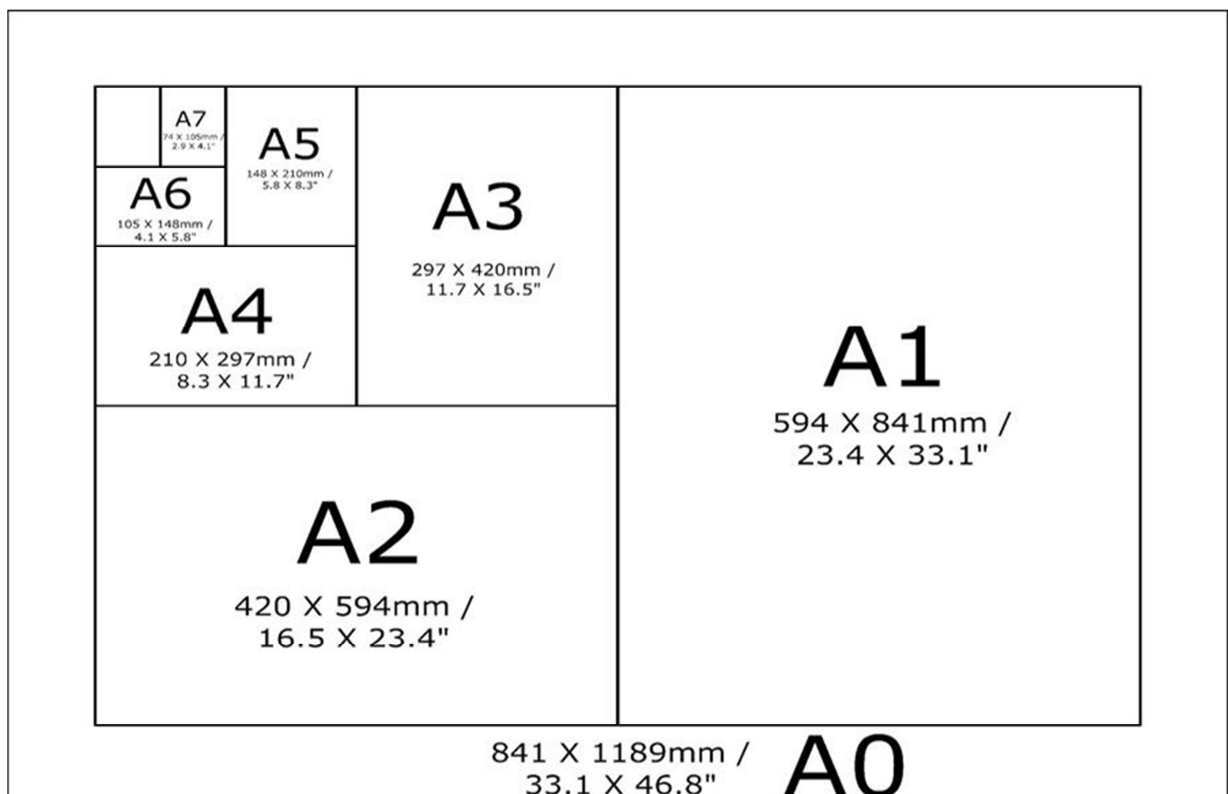 A7
74 X 105mm /
2.9 X 4.1"
A5
148 X 210mm /
5.8 X 8.3"
A6
105 X 148mm /
4.1 X 5.8"
A3
297 X 420mm /
11.7 X 16.5"
A4
210 X 297mm /
8.3 X 11.7"
A1
594 X 841mm /
23.4 X 33.1"
A2
420 X 594mm /
16.5 X 23.4"
841 X 1189mm /
33.1 X 46.8"
A0